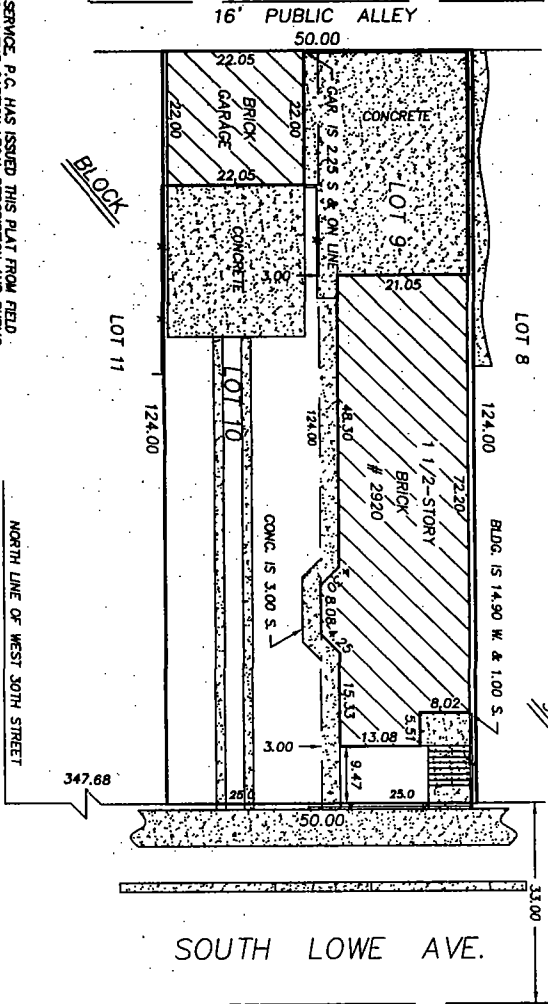 16' PUBLIC ALLEY
50.00
22.05
22.00
BRICK
GARAGE
22.00
22.05
GAR IS 2.25 S & ON LINE
CONCRETE
LOT 9
CONCRETE
3.00
21.05
BLOCK
LOT 11
LOT 8
124.00
LOT 10
124.00
48.30
1 1/2-STORY
BRICK
# 2920
72.20
124.00
BLDG. IS 14.90 W. & 1.00 S.
CONC. IS 3.00 S.
8.08
15.33
13.08
5.51
8.02
3.00
9.47
25.0
25.0
50.00
347.68
NORTH LINE OF WEST 30TH STREET
33.00
SOUTH LOWE AVE.
SERVICE, P.C. HAS ISSUED THIS PLAT FROM FIELD